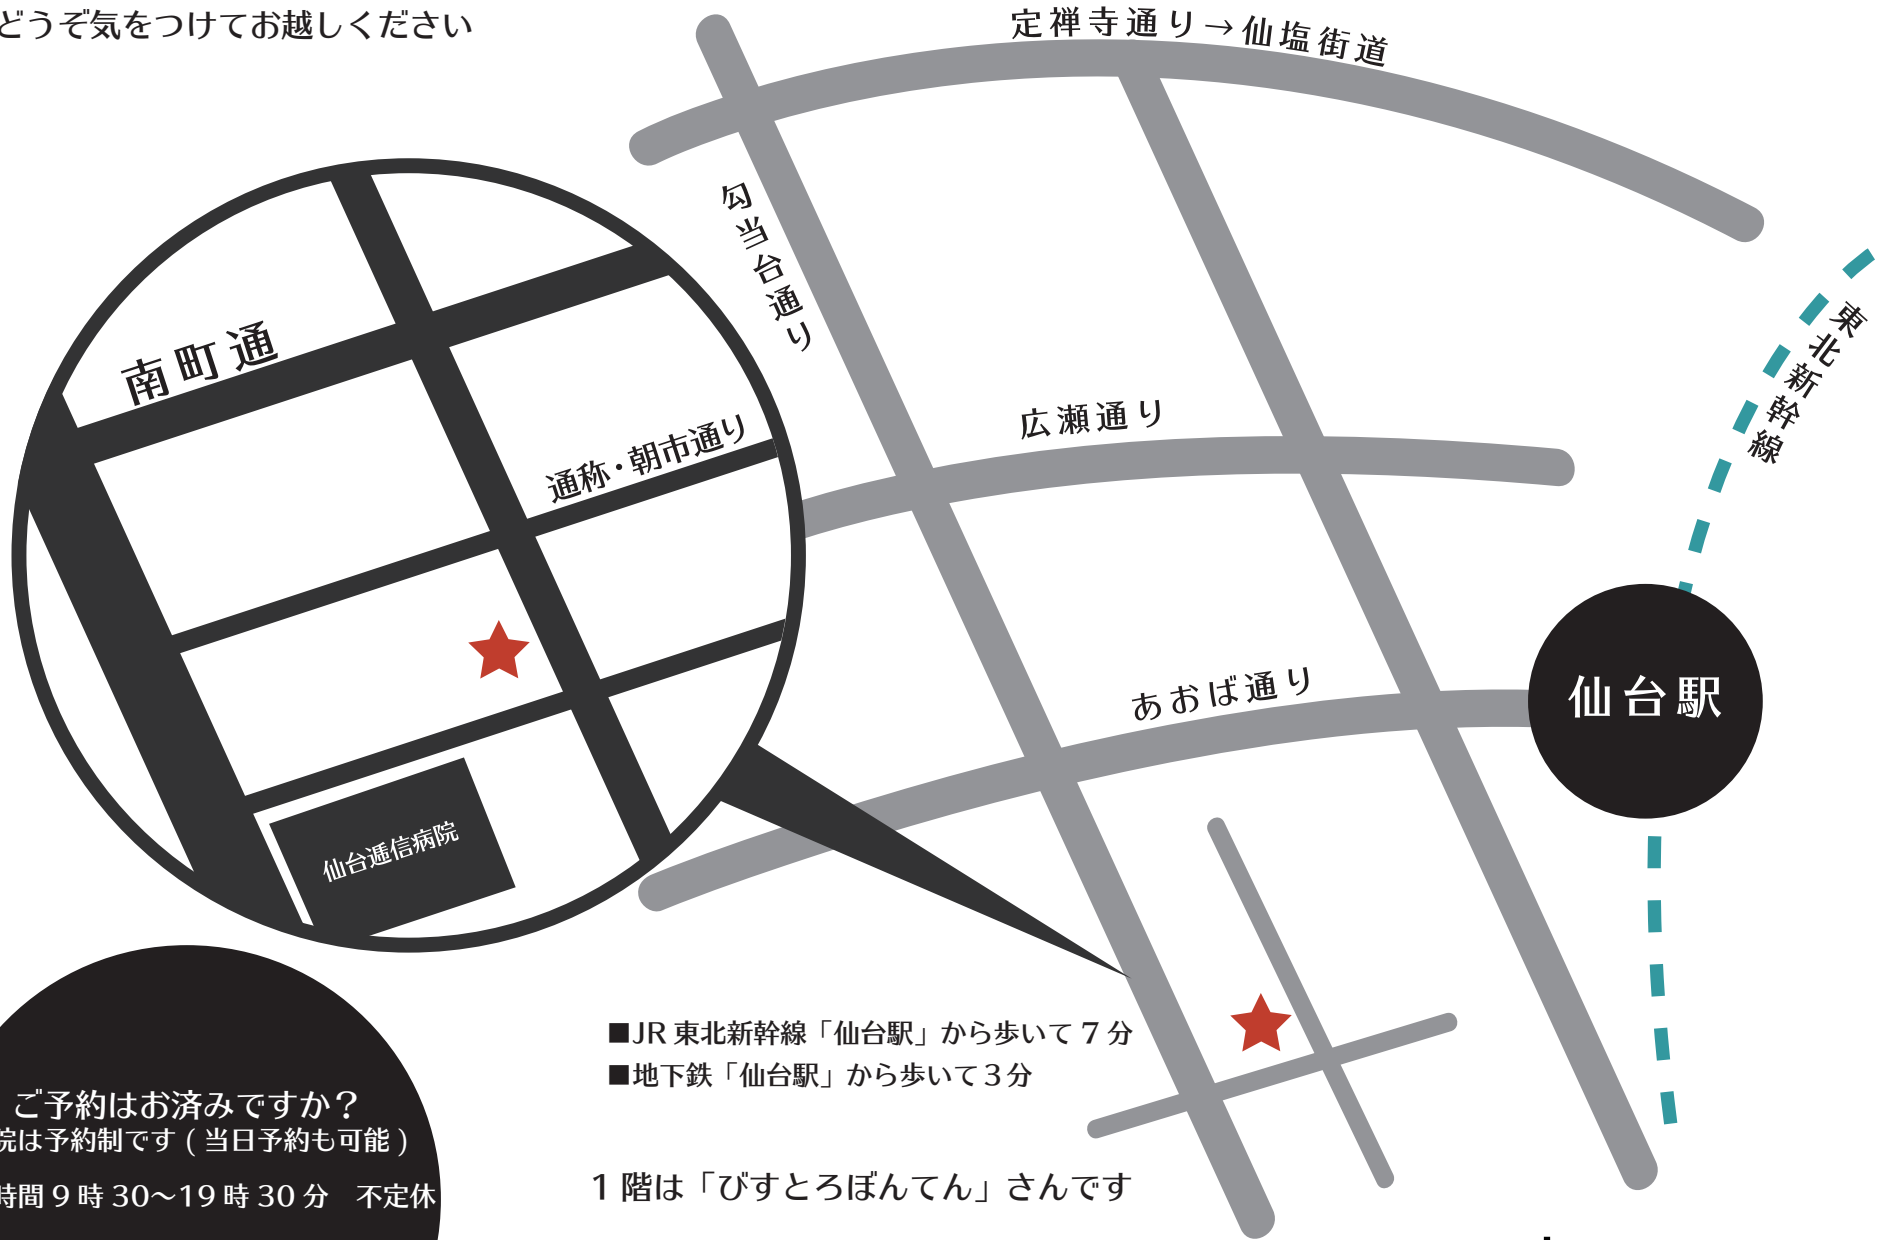 どうぞ気をつけてお越しください
定禅寺通り→仙塩街道
勾当台通り
東北新幹線
南町通
通称・朝市通り
広瀬通り
あおば通り
仙台駅
仙台逓信病院
■JR 東北新幹線「仙台駅」から歩いて 7 分
■地下鉄「仙台駅」から歩いて 3 分
ご予約はお済みですか？
院は予約制です ( 当日予約も可能 )
時間 9 時 30〜19 時 30 分　不定休
1 階は「びすとろぼんてん」さんです